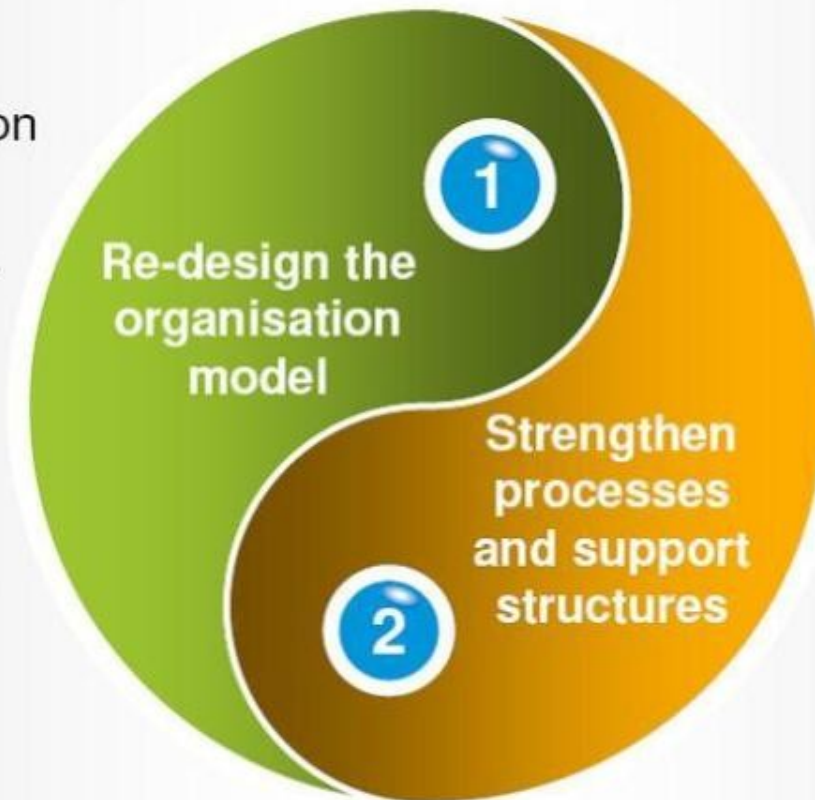 on
1
Re-design the
organisation
model
Strengthen
processes
and support
structures
2